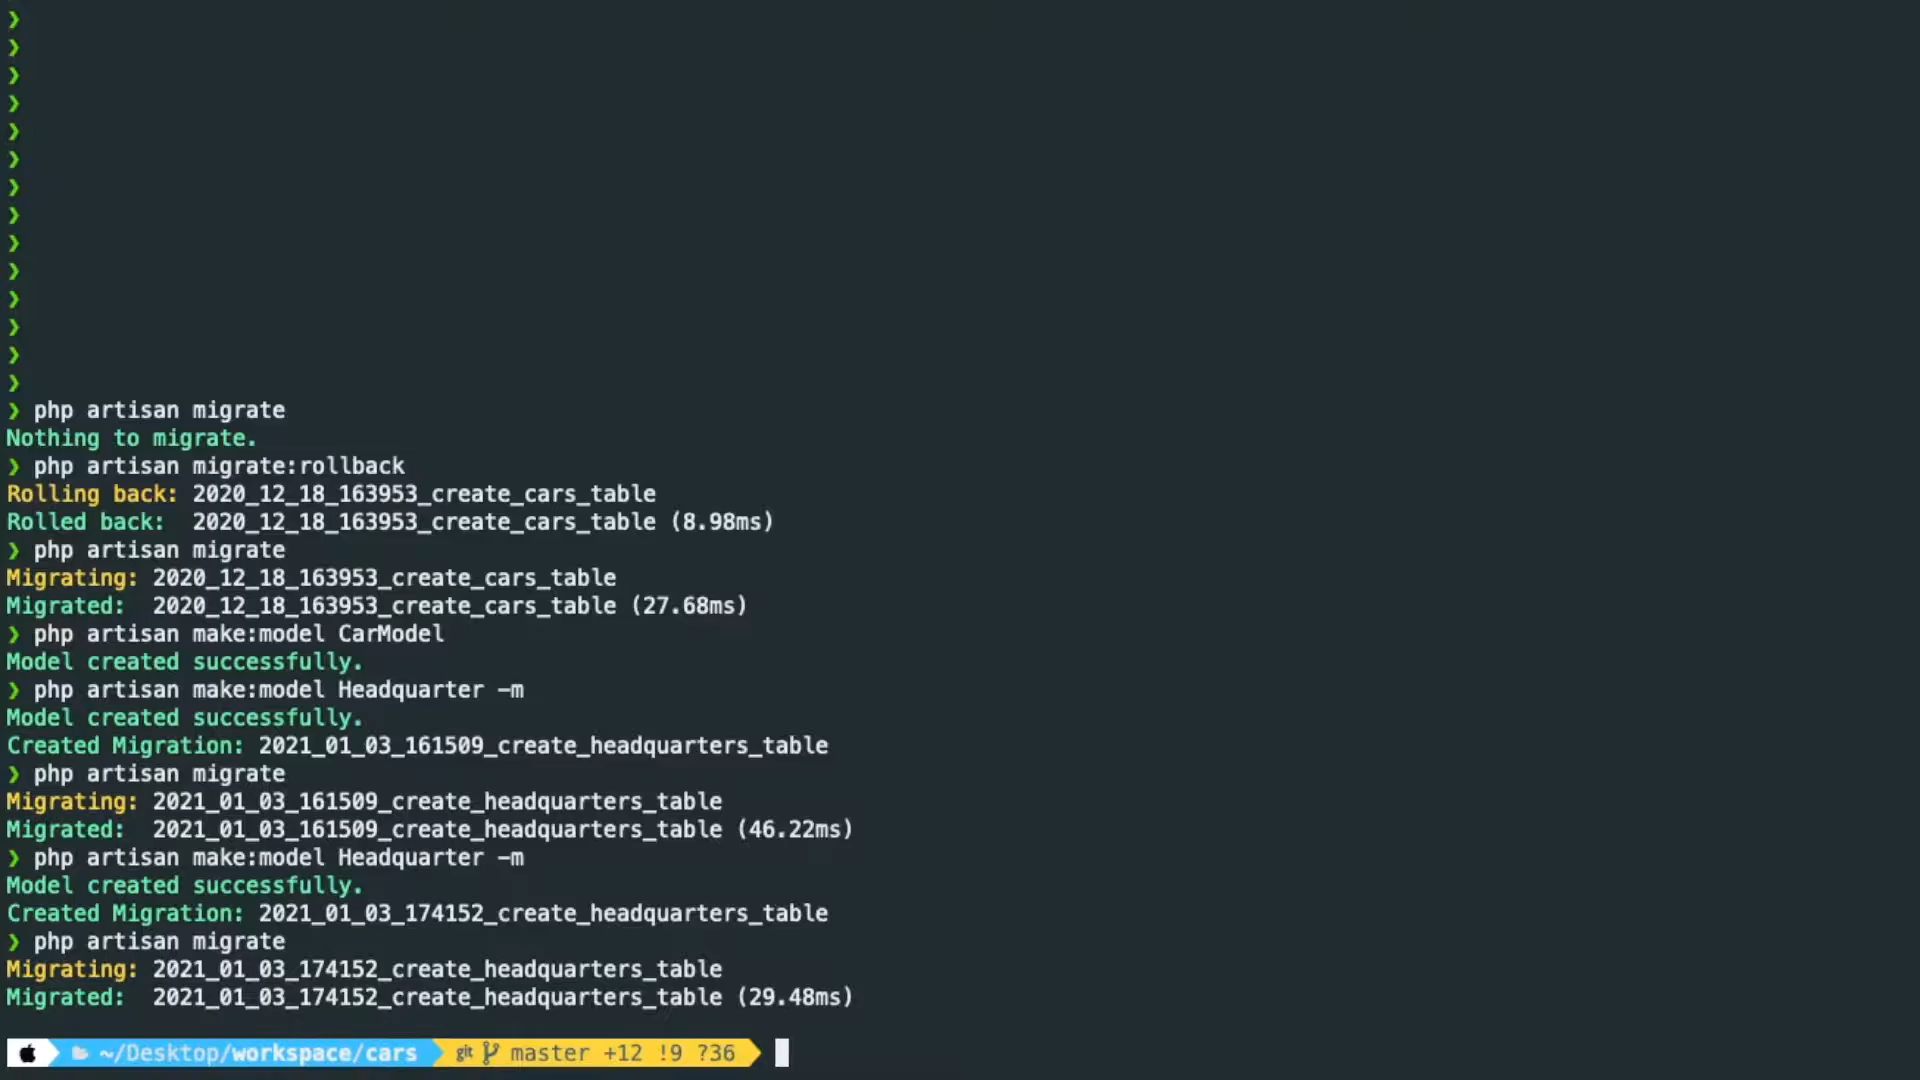 ❯
❯
❯
❯
❯
❯
❯
❯
❯
❯
❯
❯
❯
❯
❯ php artisan migrate
Nothing to migrate.
❯ php artisan migrate:rollback
Rolling back: 2020_12_18_163953_create_cars_table
Rolled back:  2020_12_18_163953_create_cars_table (8.98ms)
❯ php artisan migrate
Migrating: 2020_12_18_163953_create_cars_table
Migrated:  2020_12_18_163953_create_cars_table (27.68ms)
❯ php artisan make:model CarModel
Model created successfully.
❯ php artisan make:model Headquarter -m
Model created successfully.
Created Migration: 2021_01_03_161509_create_headquarters_table
❯ php artisan migrate
Migrating: 2021_01_03_161509_create_headquarters_table
Migrated:  2021_01_03_161509_create_headquarters_table (46.22ms)
❯ php artisan make:model Headquarter -m
Model created successfully.
Created Migration: 2021_01_03_174152_create_headquarters_table
❯ php artisan migrate
Migrating: 2021_01_03_174152_create_headquarters_table
Migrated:  2021_01_03_174152_create_headquarters_table (29.48ms)
~/Desktop/workspace/cars git master +12 !9 ?36